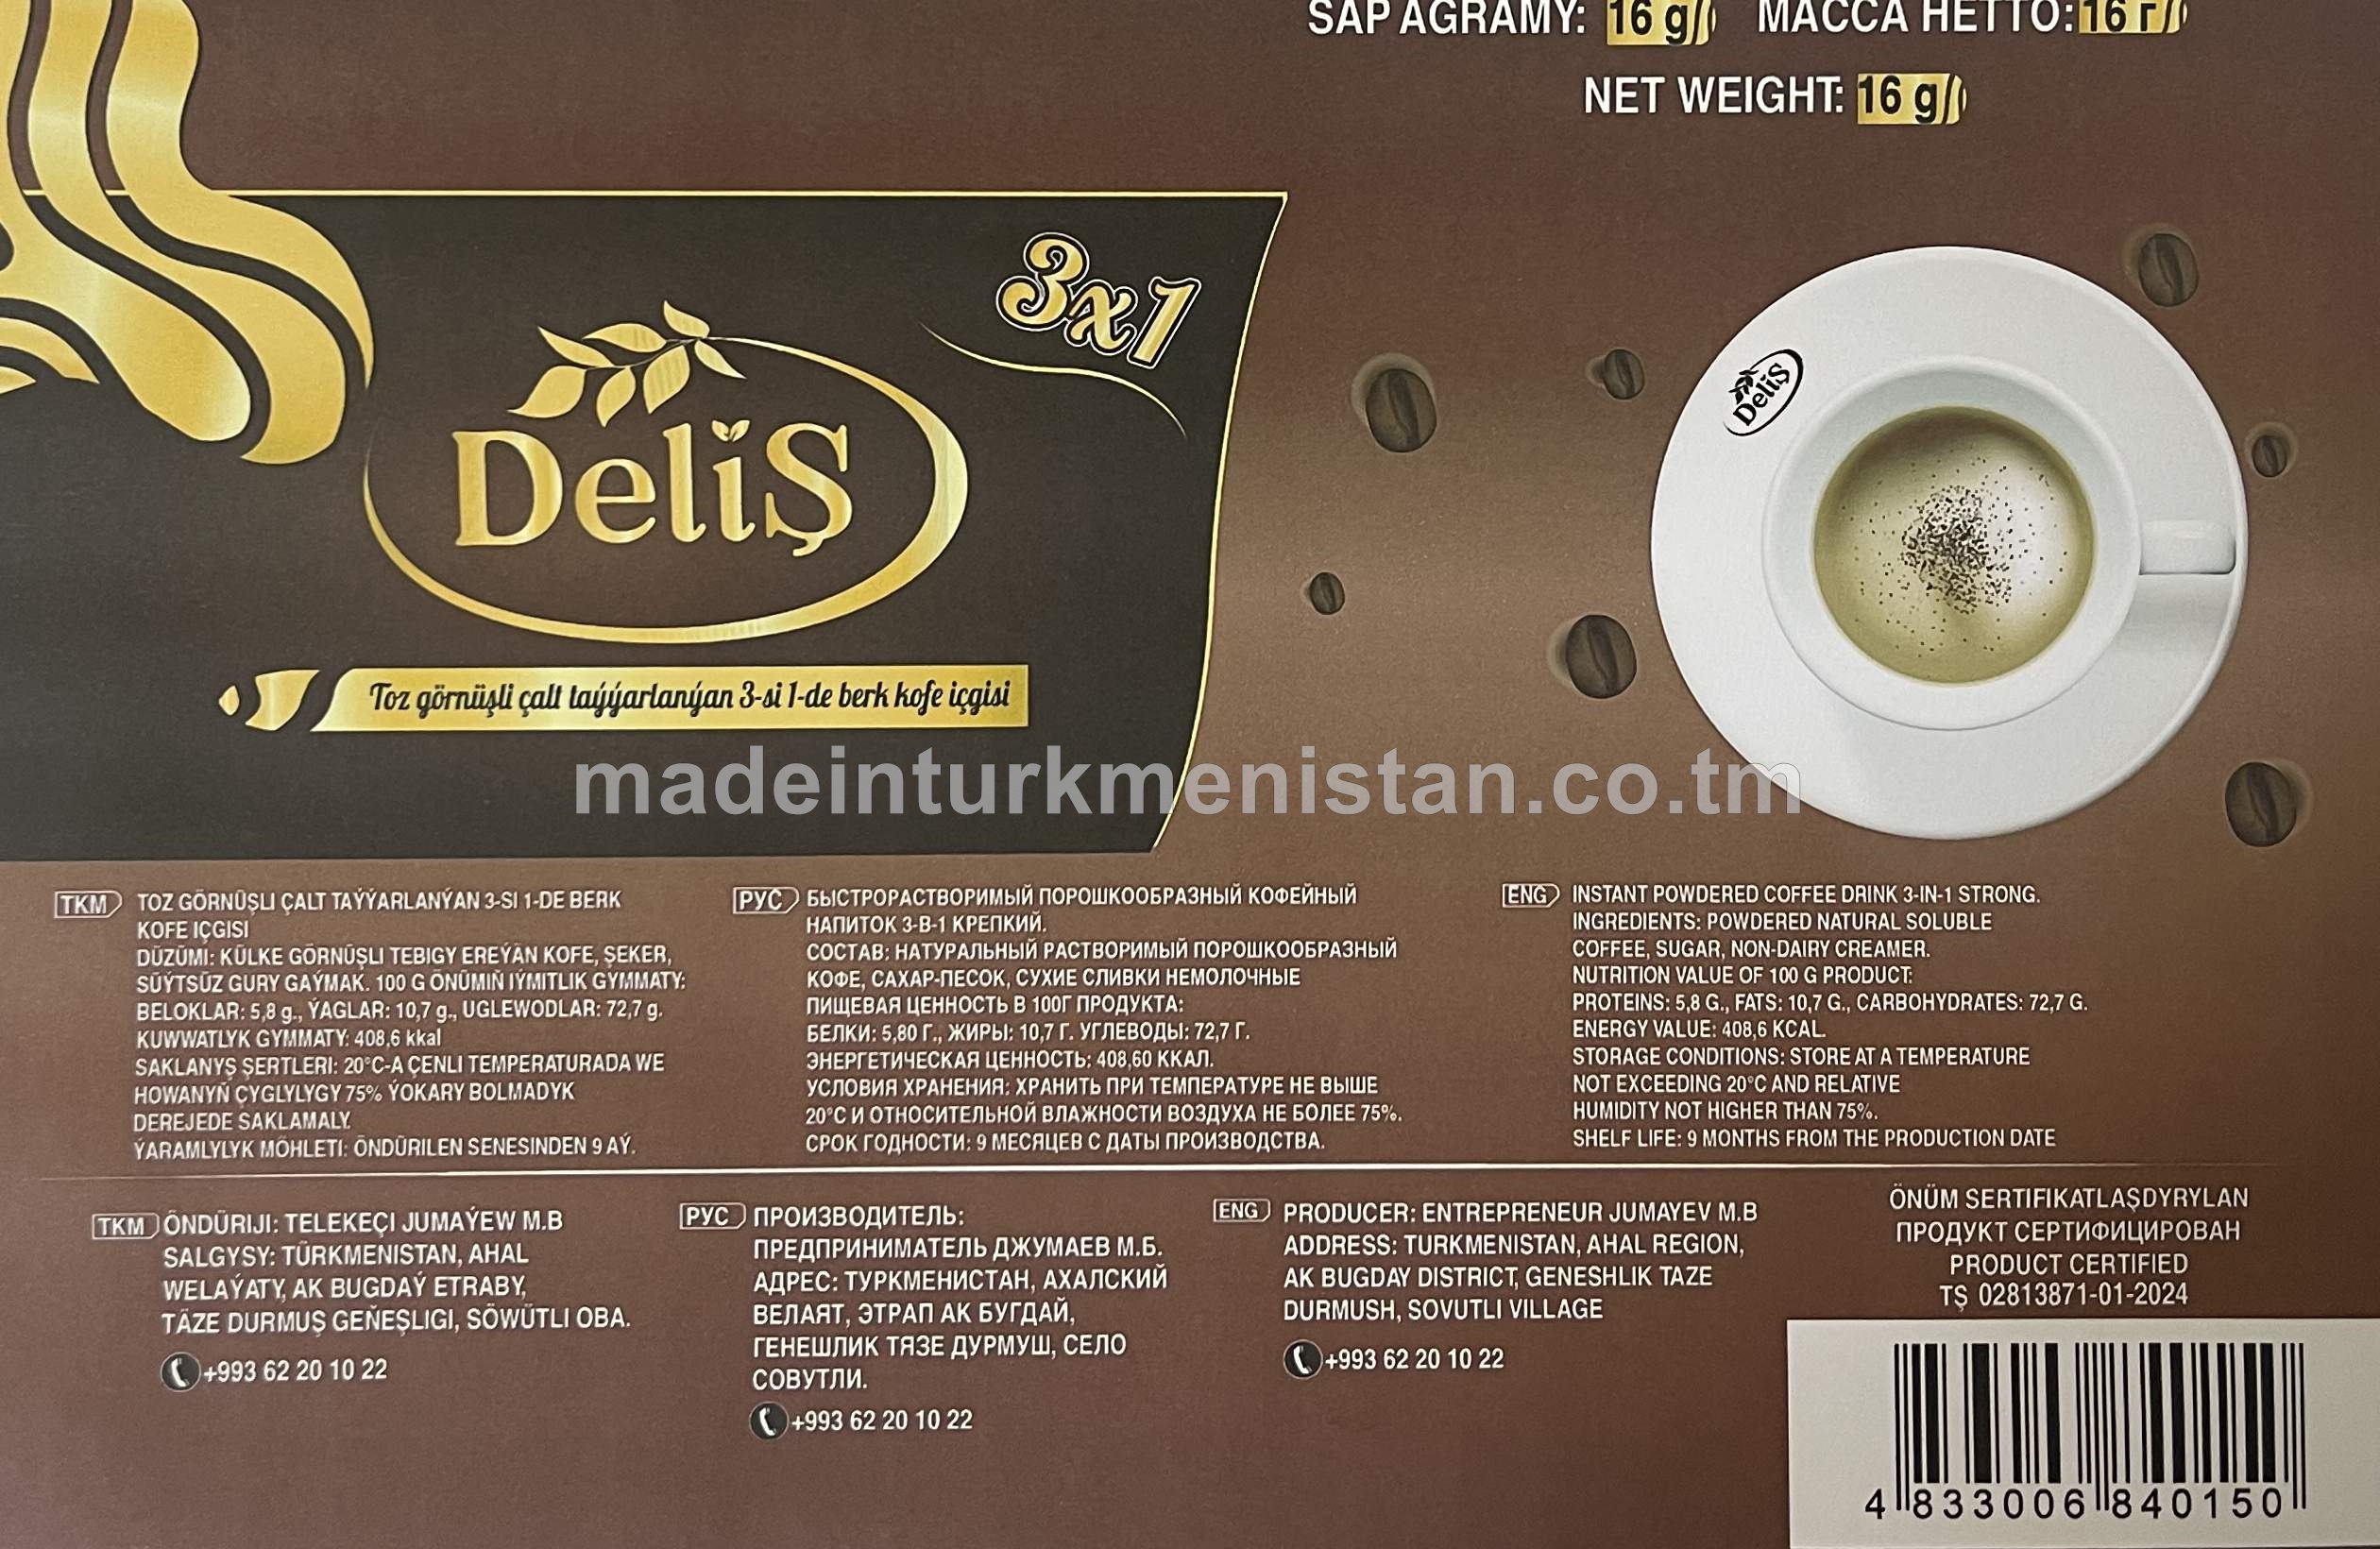 SAP AGRAMY: 16 g МАССА НЕТТО: 16 г
NET WEIGHT: 16 g
3x1
Deliş
Deliş
Toz görnüşli çalt taýýarlanýan 3-si 1-de berk kofe içgisi
madeinturkmenistan.co.tm
TKM TOZ GÖRNÜŞLI ÇALT TAÝÝARLANÝAN 3-SI 1-DE BERK
KOFE IÇGISI
DÜZÜMI: KÜLKE GÖRNÜŞLI TEBIGY EREÝÄN KOFE, ŞEKER,
SÜÝTSÜZ GURY GAÝMAK. 100 G ÖNÜMIŇ IÝMITLIK GYMMATY:
BELOKLAR: 5,8 g., ÝAGLAR: 10,7 g., UGLEWODLAR: 72,7 g.
KUWWATLYK GYMMATY: 408,6 kkal
SAKLANYŞ ŞERTLERI: 20°C-A ÇENLI TEMPERATURADA WE
HOWANYŇ ÇYGLYLYGY 75% ÝOKARY BOLMADYK
DEREJEDE SAKLAMALY.
ÝARAMLYLYK MÖHLETI: ÖNDÜRILEN SENESINDEN 9 AÝ.
РУС БЫСТРОРАСТВОРИМЫЙ ПОРОШКООБРАЗНЫЙ КОФЕЙНЫЙ
НАПИТОК 3-В-1 КРЕПКИЙ.
СОСТАВ: НАТУРАЛЬНЫЙ РАСТВОРИМЫЙ ПОРОШКООБРАЗНЫЙ
КОФЕ, САХАР-ПЕСОК, СУХИЕ СЛИВКИ НЕМОЛОЧНЫЕ
ПИЩЕВАЯ ЦЕННОСТЬ В 100Г ПРОДУКТА:
БЕЛКИ: 5,80 Г., ЖИРЫ: 10,7 Г. УГЛЕВОДЫ: 72,7 Г.
ЭНЕРГЕТИЧЕСКАЯ ЦЕННОСТЬ: 408,60 ККАЛ.
УСЛОВИЯ ХРАНЕНИЯ: ХРАНИТЬ ПРИ ТЕМПЕРАТУРЕ НЕ ВЫШЕ
20°С И ОТНОСИТЕЛЬНОЙ ВЛАЖНОСТИ ВОЗДУХА НЕ БОЛЕЕ 75%.
СРОК ГОДНОСТИ: 9 МЕСЯЦЕВ С ДАТЫ ПРОИЗВОДСТВА.
ENG INSTANT POWDERED COFFEE DRINK 3-IN-1 STRONG.
INGREDIENTS: POWDERED NATURAL SOLUBLE
COFFEE, SUGAR, NON-DAIRY CREAMER.
NUTRITION VALUE OF 100 G PRODUCT:
PROTEINS: 5,8 G., FATS: 10,7 G., CARBOHYDRATES: 72,7 G.
ENERGY VALUE: 408,6 KCAL.
STORAGE CONDITIONS: STORE AT A TEMPERATURE
NOT EXCEEDING 20°C AND RELATIVE
HUMIDITY NOT HIGHER THAN 75%.
SHELF LIFE: 9 MONTHS FROM THE PRODUCTION DATE
TKM ÖNDÜRIJI: TELEKEÇI JUMAÝEW M.B
SALGYSY: TÜRKMENISTAN, AHAL
WELAÝATY, AK BUGDAÝ ETRABY,
TÄZE DURMUŞ GEŇEŞLIGI, SÖWÜTLI OBA.
+993 62 20 10 22
РУС ПРОИЗВОДИТЕЛЬ:
ПРЕДПРИНИМАТЕЛЬ ДЖУМАЕВ М.Б.
АДРЕС: ТУРКМЕНИСТАН, АХАЛСКИЙ
ВЕЛАЯТ, ЭТРАП АК БУГДАЙ,
ГЕНЕШЛИК ТЯЗЕ ДУРМУШ, СЕЛО
СОВУТЛИ.
+993 62 20 10 22
ENG PRODUCER: ENTREPRENEUR JUMAYEV M.B
ADDRESS: TURKMENISTAN, AHAL REGION,
AK BUGDAY DISTRICT, GENESHLIK TAZE
DURMUSH, SOVUTLI VILLAGE
+993 62 20 10 22
ÖNÜM SERTIFIKATLAŞDYRYLAN
ПРОДУКТ СЕРТИФИЦИРОВАН
PRODUCT CERTIFIED
TŞ 02813871-01-2024
4 833006 840150